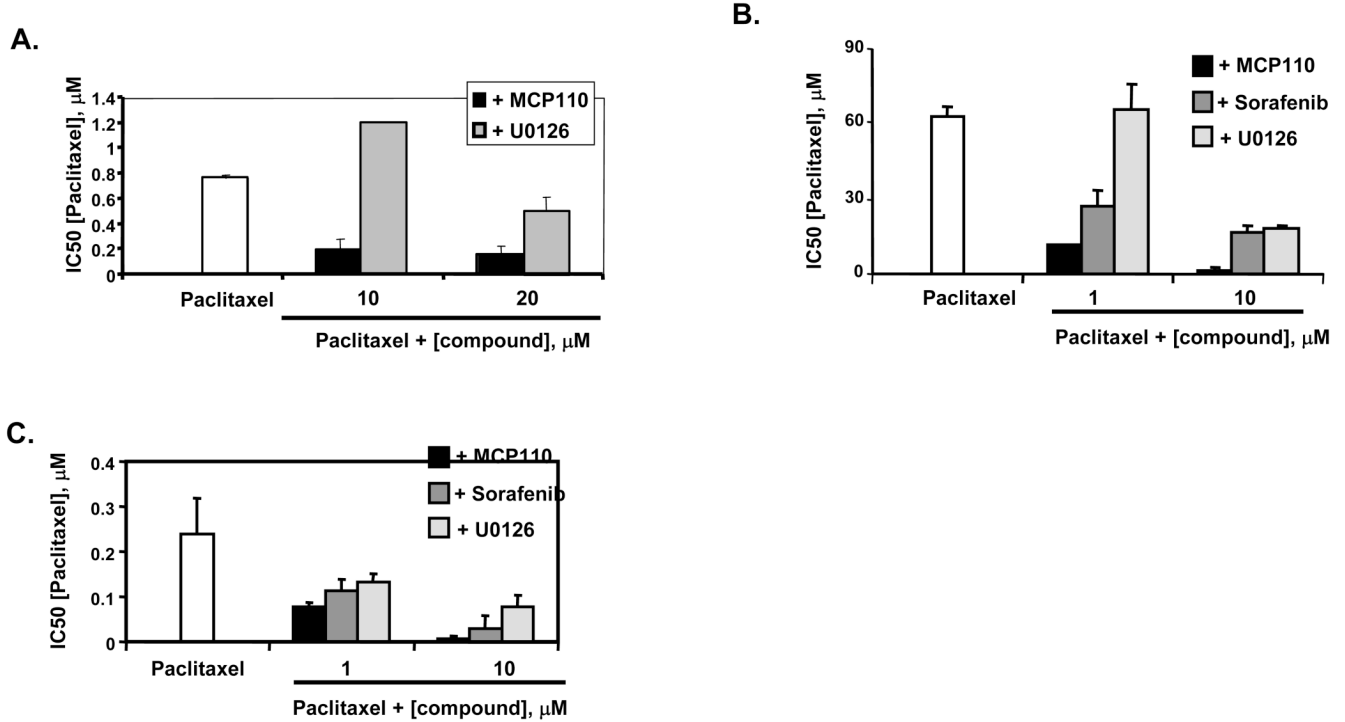 A.
IC50 [Paclitaxel], μM
1.4
1.2
1
0.8
0.6
0.4
0.2
0
+ MCP110
+ U0126
Paclitaxel
10
20
Paclitaxel + [compound], μM
B.
IC50 [Paclitaxel], μM
90
60
30
0
+ MCP110
+ Sorafenib
+ U0126
Paclitaxel
1
10
Paclitaxel + [compound], μM
C.
IC50 [Paclitaxel], μM
0.4
0.3
0.2
0.1
0
+ MCP110
+ Sorafenib
+ U0126
Paclitaxel
1
10
Paclitaxel + [compound], μM